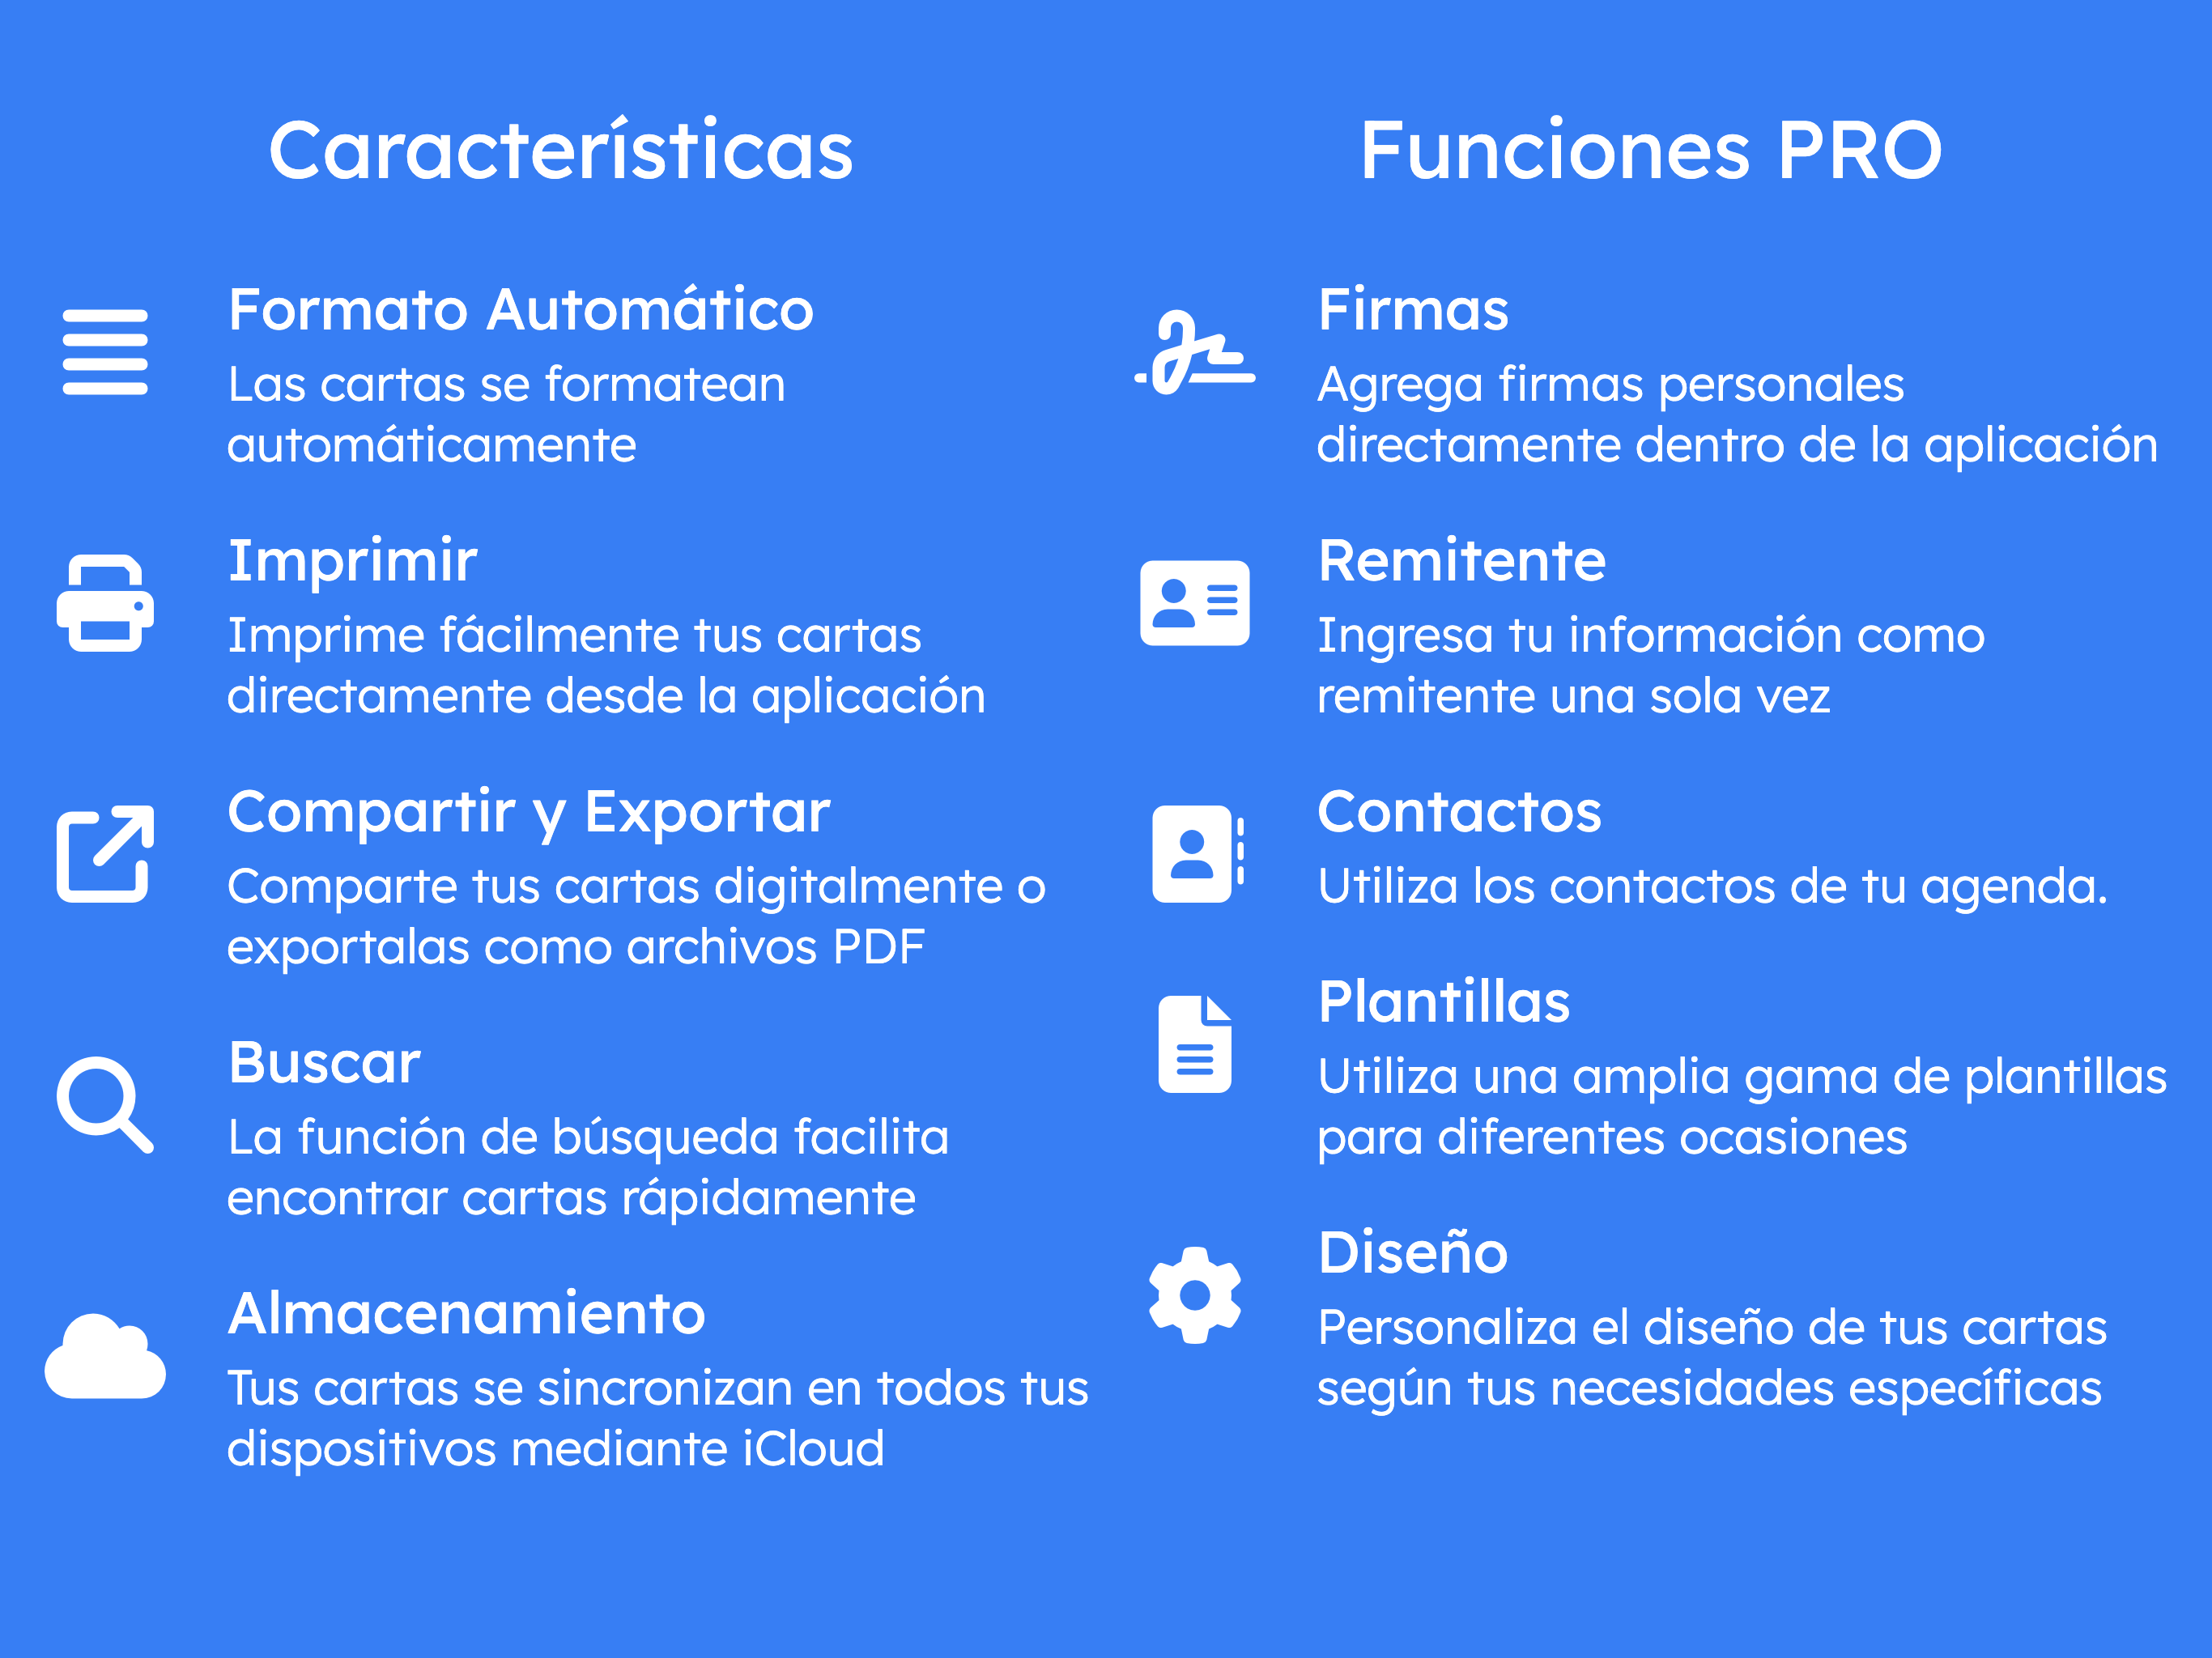 Características
Formato Automático
Las cartas se formatean
automáticamente
Imprimir
Imprime fácilmente tus cartas
directamente desde la aplicación
Compartir y Exportar
Comparte tus cartas digitalmente o
exportalas como archivos PDF
Buscar
La función de búsqueda facilita
encontrar cartas rápidamente
Almacenamiento
Tus cartas se sincronizan en todos tus
dispositivos mediante iCloud
Funciones PRO
Firmas
Agrega firmas personales
directamente dentro de la aplicación
Remitente
Ingresa tu información como
remitente una sola vez
Contactos
Utiliza los contactos de tu agenda.
Plantillas
Utiliza una amplia gama de plantillas
para diferentes ocasiones
Diseño
Personaliza el diseño de tus cartas
según tus necesidades específicas